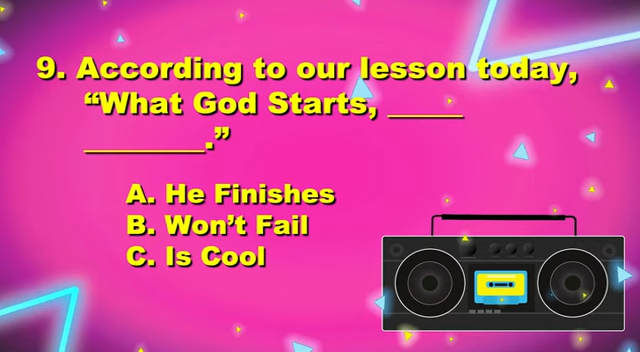 9. According to our lesson today,
“What God Starts, _____
________.”
A. He Finishes
B. Won’t Fail
C. Is Cool